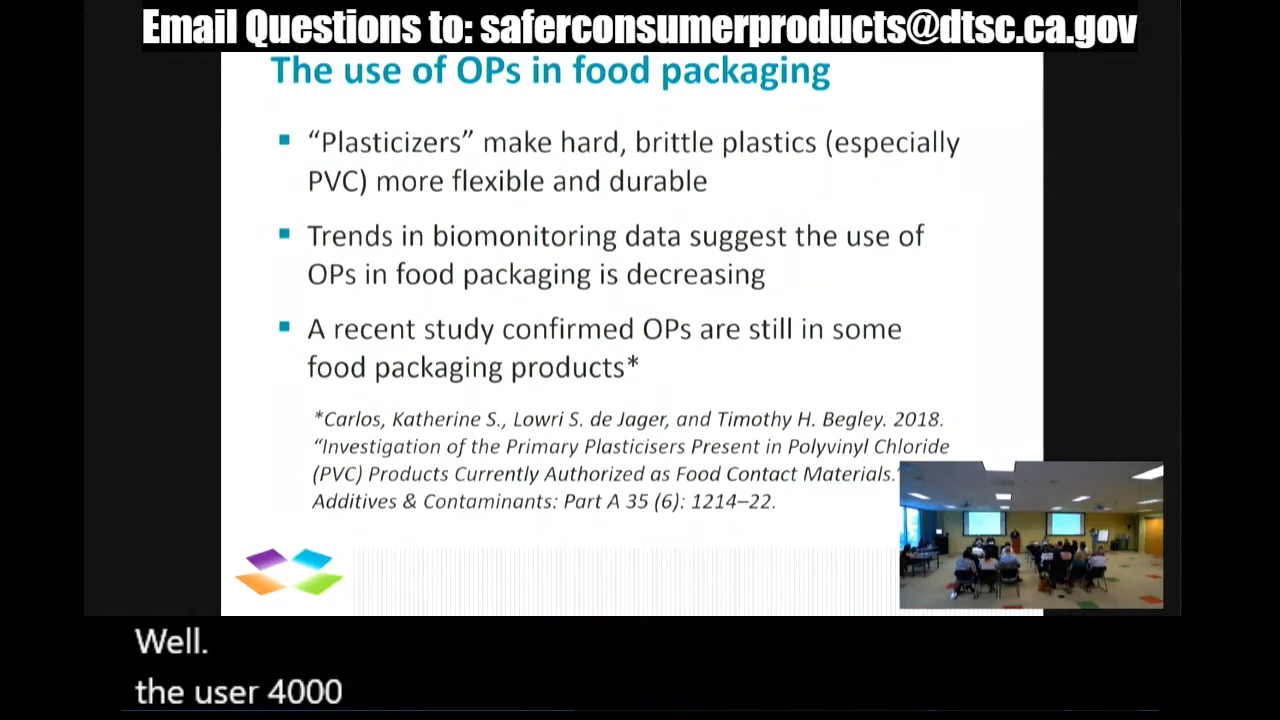 Email Questions to: saferconsumerproducts@dtsc.ca.gov
The use of OPs in food packaging
▪ “Plasticizers” make hard, brittle plastics (especially
PVC) more flexible and durable
▪ Trends in biomonitoring data suggest the use of
OPs in food packaging is decreasing
▪ A recent study confirmed OPs are still in some
food packaging products*
*Carlos, Katherine S., Lowri S. de Jager, and Timothy H. Begley. 2018.
“Investigation of the Primary Plasticisers Present in Polyvinyl Chloride
(PVC) Products Currently Authorized as Food Contact Materials.
Additives & Contaminants: Part A 35 (6): 1214–22.
Well.
the user 4000